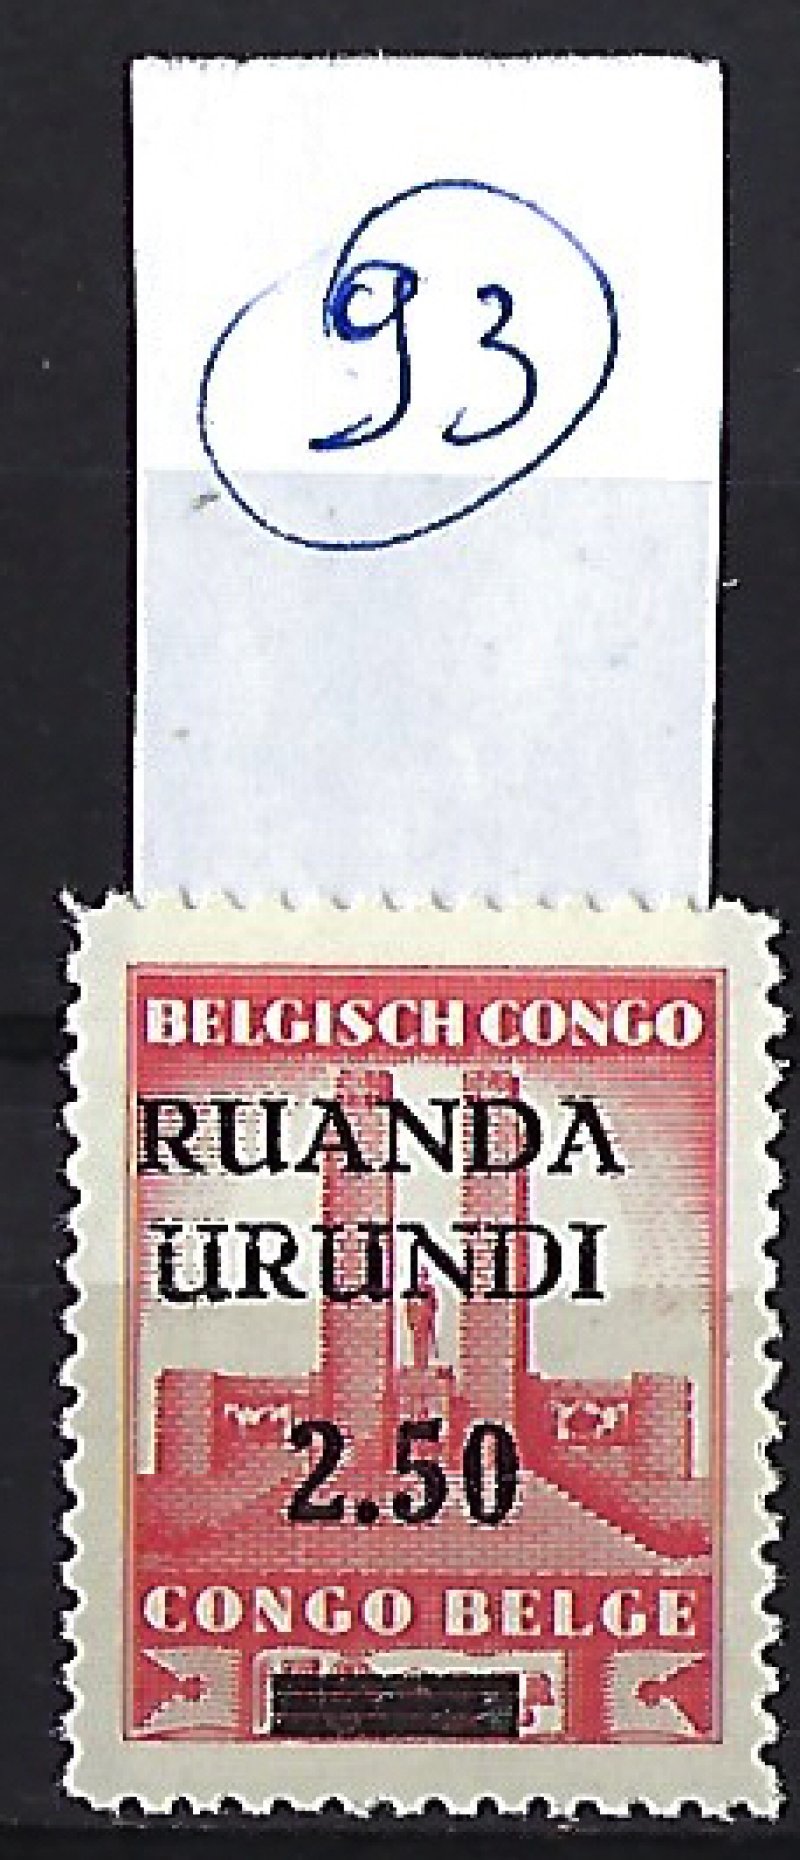 93
BELGISCH CONGO
RUANDA
URUNDI
2.50
CONGO BELGE